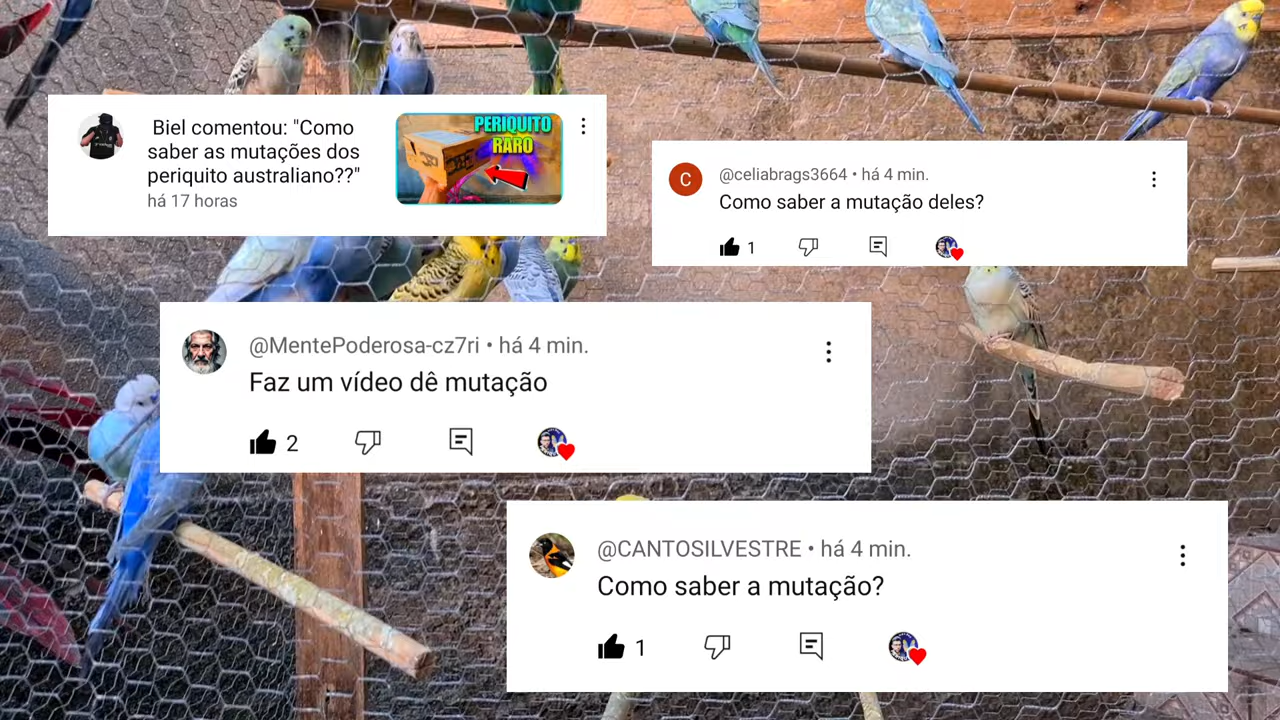 Biel comentou: "Como
saber as mutações dos
periquito australiano??"
há 17 horas
PERIQUITO
RARO
C
@celiabrags3664 • há 4 min.
Como saber a mutação deles?
1
@MentePoderosa-cz7ri • há 4 min.
Faz um vídeo dê mutação
2
@CANTOSILVESTRE • há 4 min.
Como saber a mutação?
1